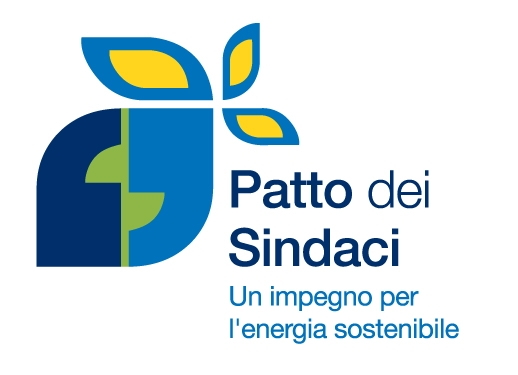 Patto dei
Sindaci
Un impegno per
l'energia sostenibile